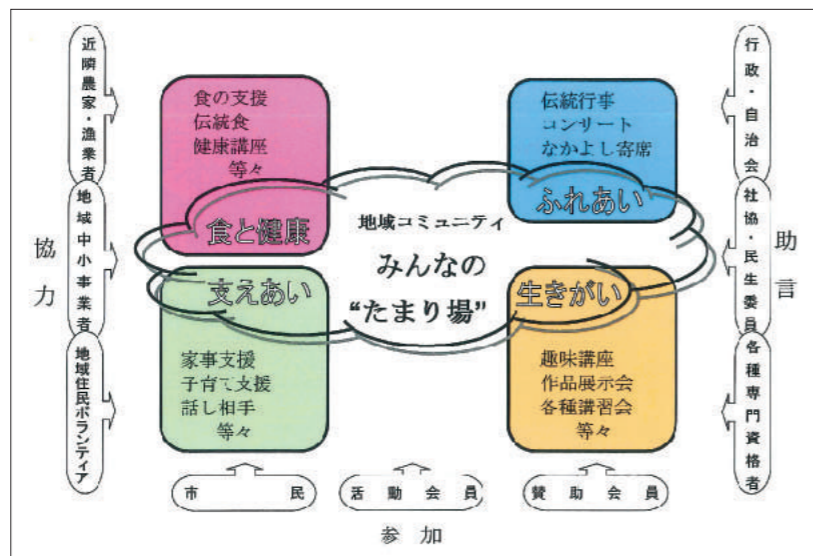 近隣農家・漁業者
地域中小事業者
地域住民ボランティア
協力
食の支援
伝統食
健康講座
等々
食と健康
伝統行事
コンサート
なかよし寄席
ふれあい
地域コミュニティ
みんなの
“たまり場”
支えあい
家事支援
子育て支援
話し相手
等々
生きがい
趣味講座
作品展示会
各種講習会
等々
行政・自治会
社協・民生委員
各種専門資格者
助言
市民
活動会員
賛助会員
参加